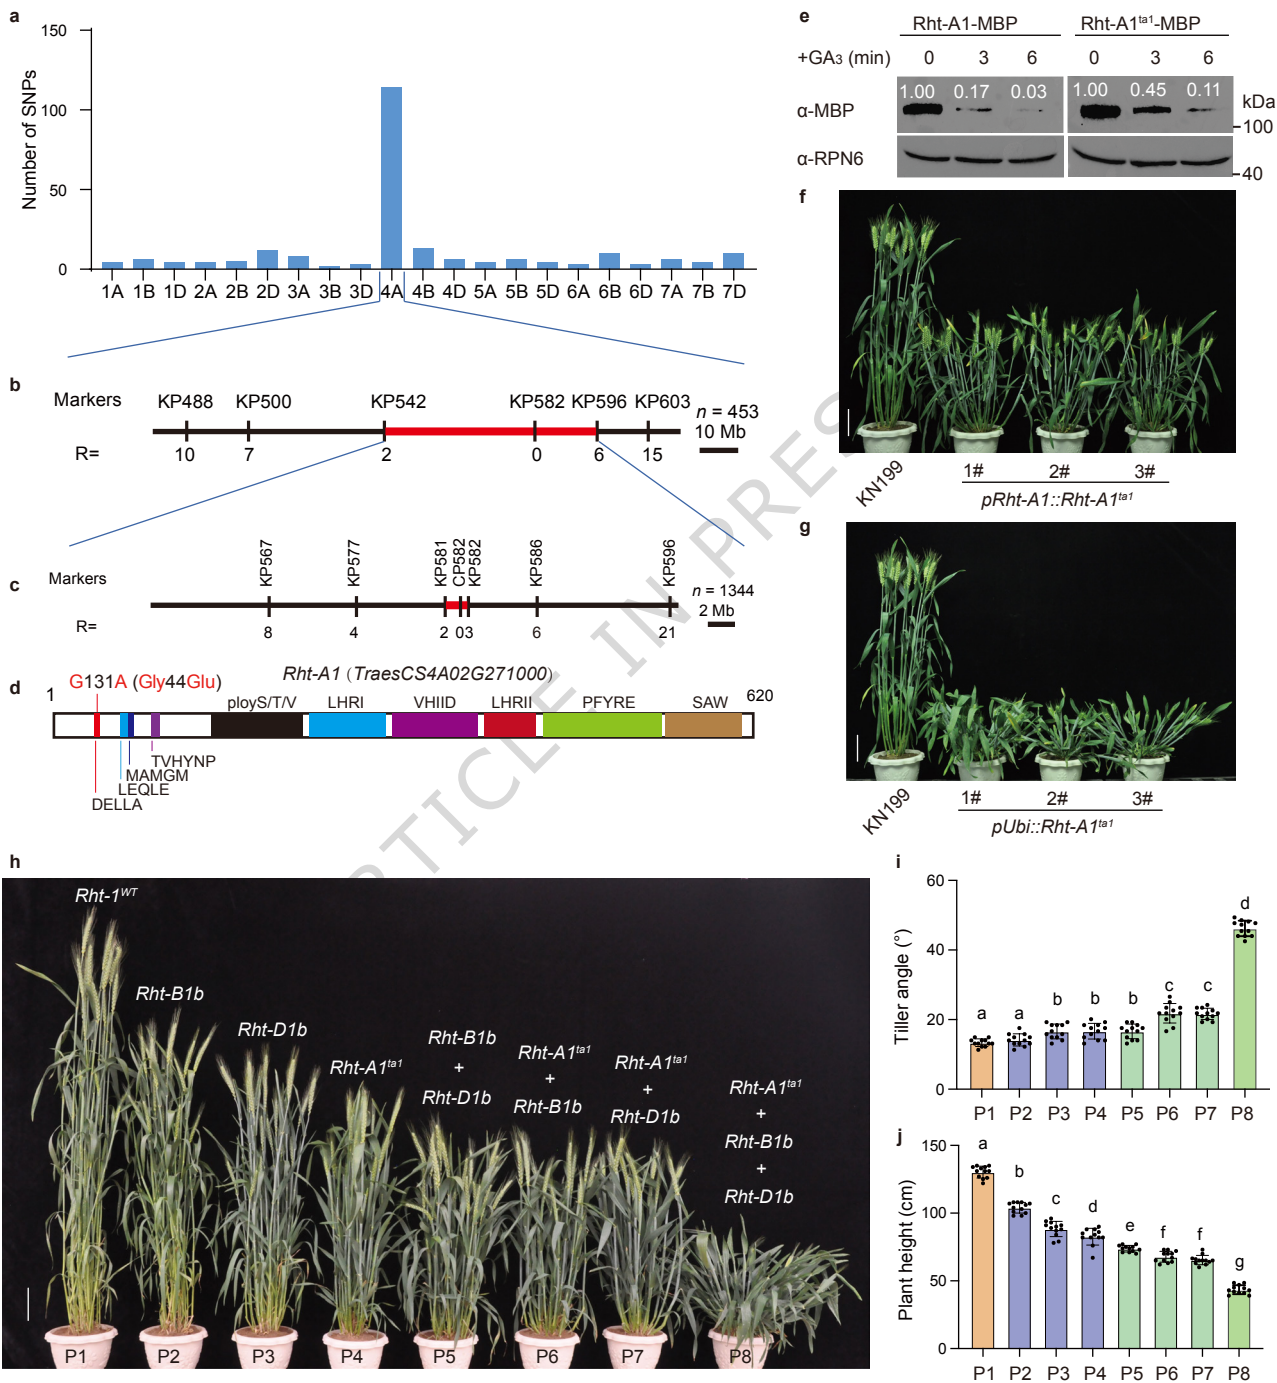 a
150
100
50
0
Number of SNPs
1A 1B 1D 2A 2B 2D 3A 3B 3D 4A 4B 4D 5A 5B 5D 6A 6B 6D 7A 7B 7D
b
Markers KP488 KP500 KP542 KP582 KP596 KP603
n = 453
10 Mb
R= 10 7 2 0 6 15
c
Markers KP567 KP577 KP581 CP582 KP582 KP586 KP596
n = 1344
2 Mb
R= 8 4 2 0 3 6 21
d
Rht-A1 (TraesCS4A02G271000)
G131A (Gly44Glu)
1 620
ployS/T/V LHRI VHIID LHRII PFYRE SAW
TVHYNP
MAMGM
LEQLE
DELLA
e
Rht-A1-MBP Rht-A1ta1-MBP
+GA3 (min) 0 3 6 0 3 6
1.00 0.17 0.03 1.00 0.45 0.11
α-MBP
kDa
100
α-RPN6
40
f
KN199
1# 2# 3#
pRht-A1::Rht-A1ta1
g
KN199
1# 2# 3#
pUbi::Rht-A1ta1
h
Rht-1WT
Rht-B1b
Rht-D1b
Rht-A1ta1
Rht-B1b
+
Rht-D1b
Rht-A1ta1
+
Rht-B1b
Rht-A1ta1
+
Rht-D1b
Rht-A1ta1
+
Rht-B1b
+
Rht-D1b
P1 P2 P3 P4 P5 P6 P7 P8
i
60
40
20
0
Tiller angle (°)
a a b b b c c d
P1 P2 P3 P4 P5 P6 P7 P8
j
150
100
50
0
Plant height (cm)
a b c d e f f g
P1 P2 P3 P4 P5 P6 P7 P8
ARTICLE IN PRESS